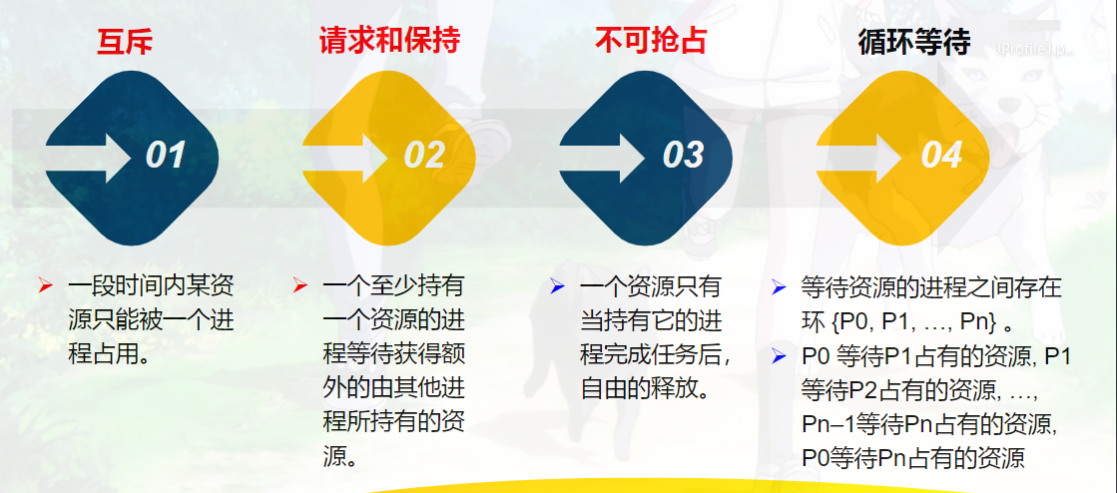 互斥
请求和保持
不可抢占
循环等待
01
02
03
04
一段时间内某资
源只能被一个进
程占用。
一个至少持有
一个资源的进
程等待获得额
外的由其他进
程所持有的资
源。
一个资源只有
当持有它的进
程完成任务后,
自由的释放。
等待资源的进程之间存在
环 {P0, P1, …, Pn} 。
P0 等待P1占有的资源, P1
等待P2占有的资源, …,
Pn–1等待Pn占有的资源,
P0等待Pn占有的资源